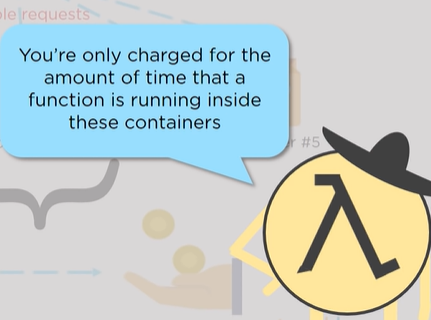 ple requests
You're only charged for the
amount of time that a
function is running inside
these containers
r #5
λ